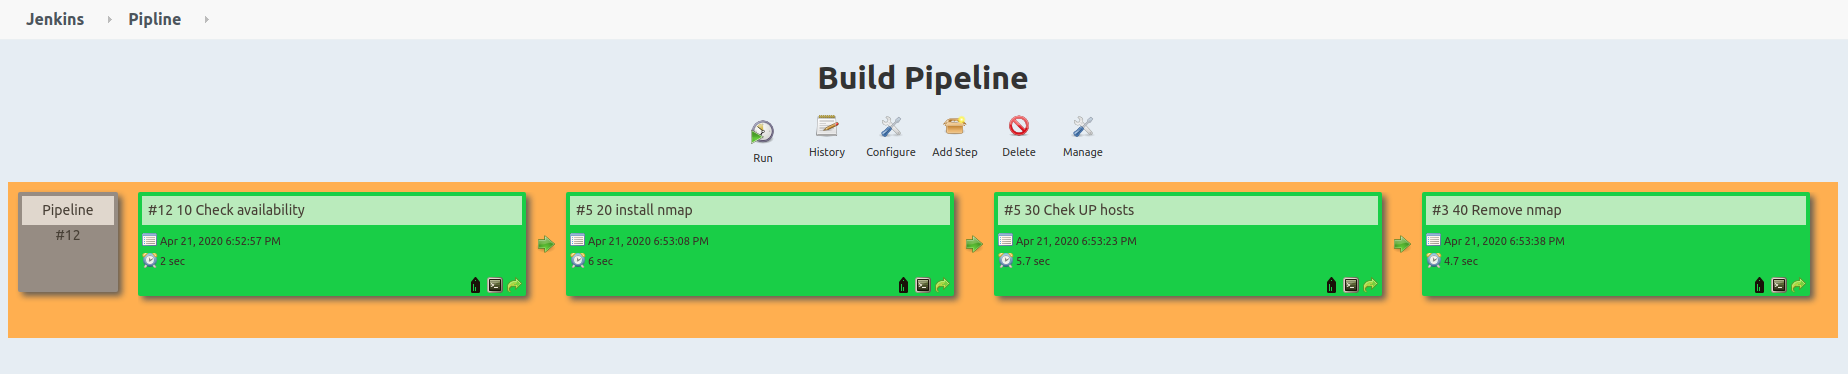 Jenkins Pipline
Build Pipeline
Run History Configure Add Step Delete Manage
Pipeline
#12
#12 10 Check availability
Apr 21, 2020 6:52:57 PM
2 sec
#5 20 install nmap
Apr 21, 2020 6:53:08 PM
6 sec
#5 30 Chek UP hosts
Apr 21, 2020 6:53:23 PM
5.7 sec
#3 40 Remove nmap
Apr 21, 2020 6:53:38 PM
4.7 sec